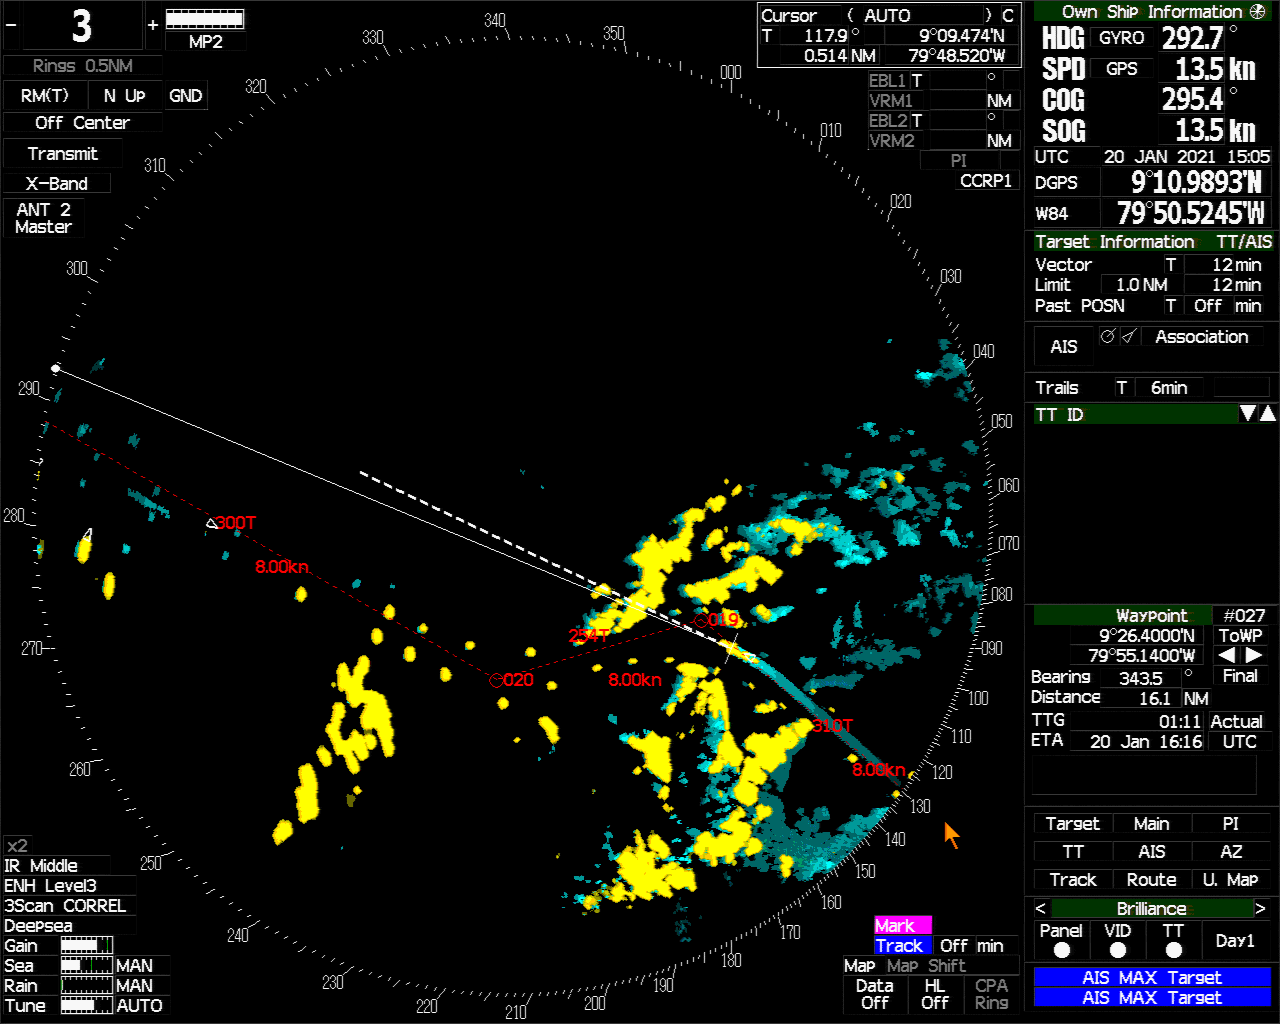 − 3 +
MP2
Rings 0.5NM
RM(T) N Up GND
Off Center
Transmit
X-Band
ANT 2
Master
Cursor ( AUTO ) C
T 117.9 ° 9°09.474'N
0.514 NM 79°48.520'W
EBL1 T °
VRM1 NM
EBL2 T °
VRM2 NM
PI
CCRP1
340
350
330
000
320
010
310
020
300
030
040
290
050
060
280
070
080
270
090
100
110
260
120
130
140
250
150
160
240
170
180
230
190
220
200
210
300T
8.00kn
019
254T
020
8.00kn
310T
8.00kn
x2
IR Middle
ENH Level3
3Scan CORREL
Deepsea
Gain
Sea MAN
Rain MAN
Tune AUTO
Mark
Track Off min
Map Map Shift
Data HL CPA
Off Off Ring
Own Ship Information
HDG GYRO 292.7 °
SPD GPS 13.5 kn
COG 295.4 °
SOG 13.5 kn
UTC 20 JAN 2021 15:05
DGPS 9°10.9893'N
W84 79°50.5245'W
Target Information TT/AIS
Vector T 12 min
Limit 1.0 NM 12 min
Past POSN T Off min
AIS Association
Trails T 6min
TT ID ▼▲
Waypoint #027
9°26.4000'N ToWP
79°55.1400'W ◀ ▶
Bearing 343.5 ° Final
Distance 16.1 NM
TTG 01:11 Actual
ETA 20 Jan 16:16 UTC
Target Main PI
TT AIS AZ
Track Route U. Map
< Brilliance >
Panel VID TT Day1
AIS MAX Target
AIS MAX Target